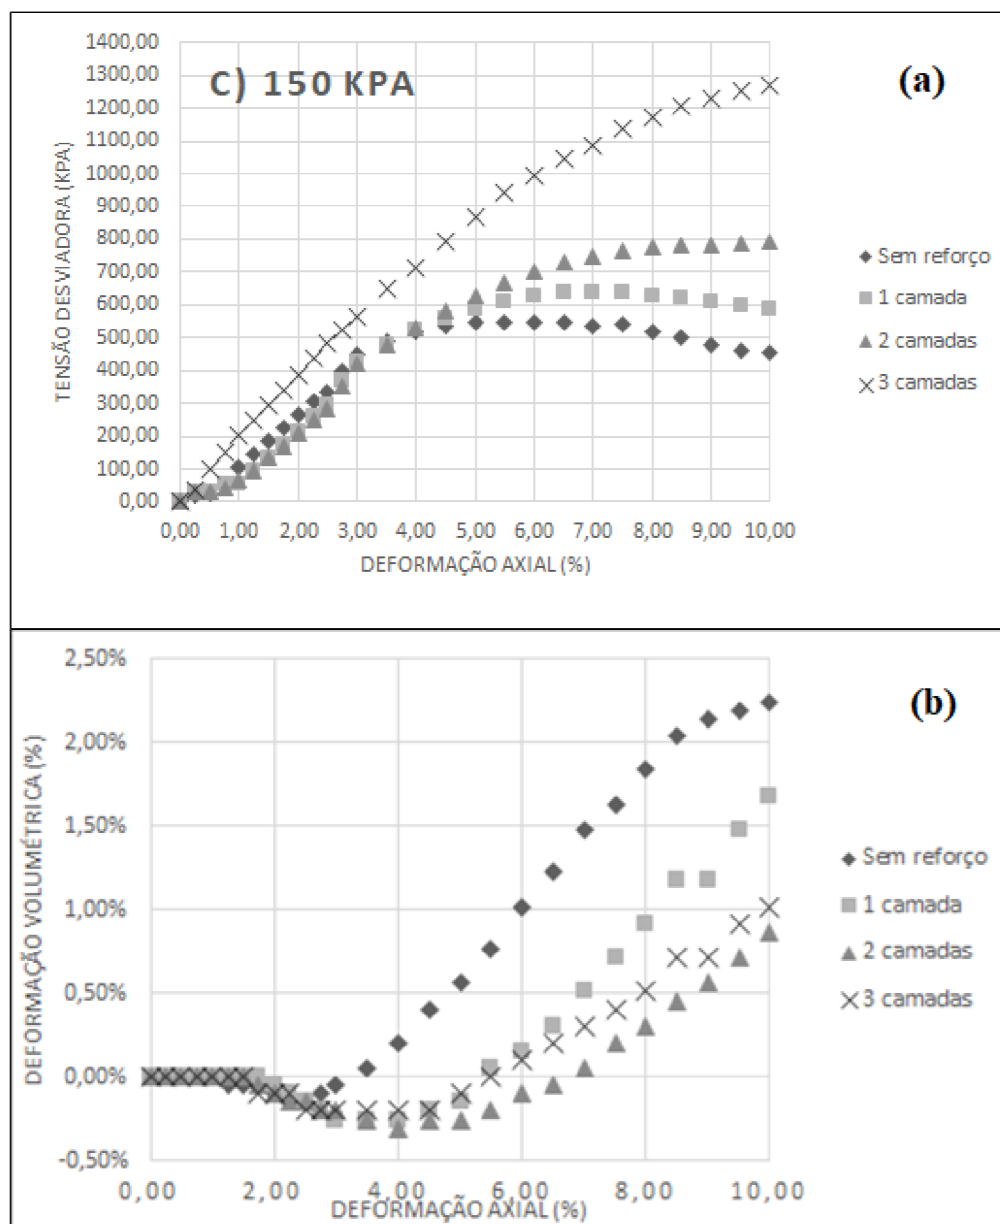 1400,00
1300,00
1200,00
1100,00
1000,00
900,00
800,00
700,00
600,00
500,00
400,00
300,00
200,00
100,00
0,00
TENSÃO DESVIADORA (KPA)
C) 150 KPA
(a)
Sem reforço
1 camada
2 camadas
3 camadas
0,00 1,00 2,00 3,00 4,00 5,00 6,00 7,00 8,00 9,00 10,00
DEFORMAÇÃO AXIAL (%)
2,50%
2,00%
1,50%
1,00%
0,50%
0,00%
-0,50%
DEFORMAÇÃO VOLUMÉTRICA (%)
(b)
Sem reforço
1 camada
2 camadas
3 camadas
0,00 2,00 4,00 6,00 8,00 10,00
DEFORMAÇÃO AXIAL (%)